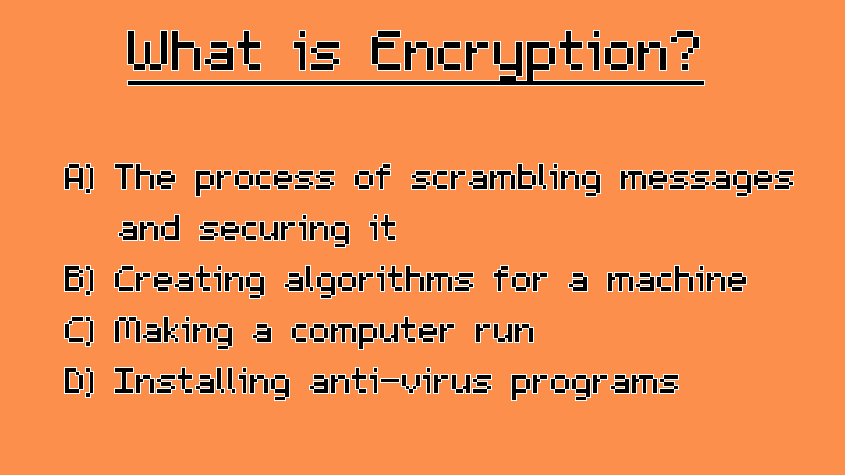 What is Encryption?
A) The process of scrambling messages
and securing it
B) Creating algorithms for a machine
C) Making a computer run
D) Installing anti-virus programs